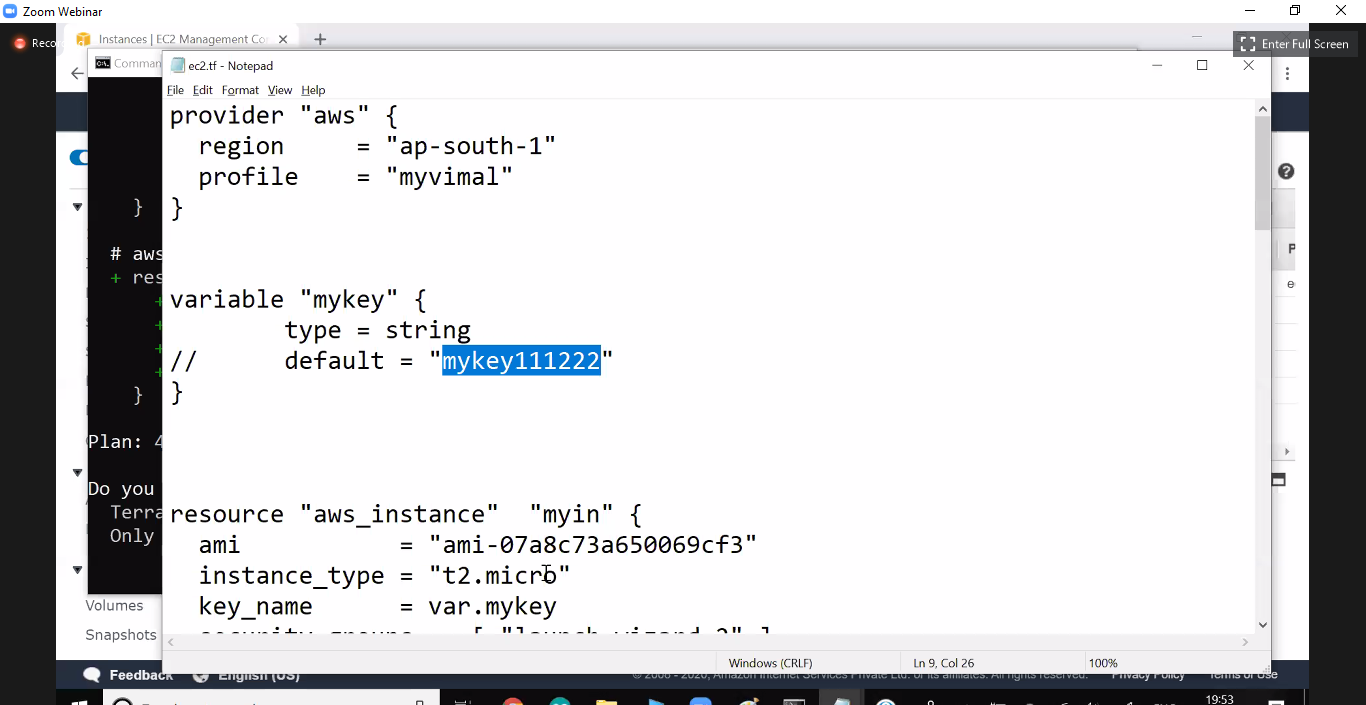 Zoom Webinar
Recor
Instances | EC2 Management Co
Enter Full Screen
Comman
ec2.tf - Notepad
File Edit Format View Help
provider "aws" {
region = "ap-south-1"
profile = "myvimal"
}
variable "mykey" {
type = string
// default = "mykey111222"
}
resource "aws_instance" "myin" {
ami = "ami-07a8c73a650069cf3"
instance_type = "t2.micro"
key_name = var.mykey
security_groups = [ "launch-wizard-2" ]
Windows (CRLF)
Ln 9, Col 26
100%
}
# aws
+ res
+
+
+
+
}
Plan: 4
Do you
Terra
Only
Volumes
Snapshots
Feedback
English (US)
© 2008 - 2020, Amazon Internet Services Private Ltd. or its affiliates. All rights reserved.
Privacy Policy
Terms of Use
19:53